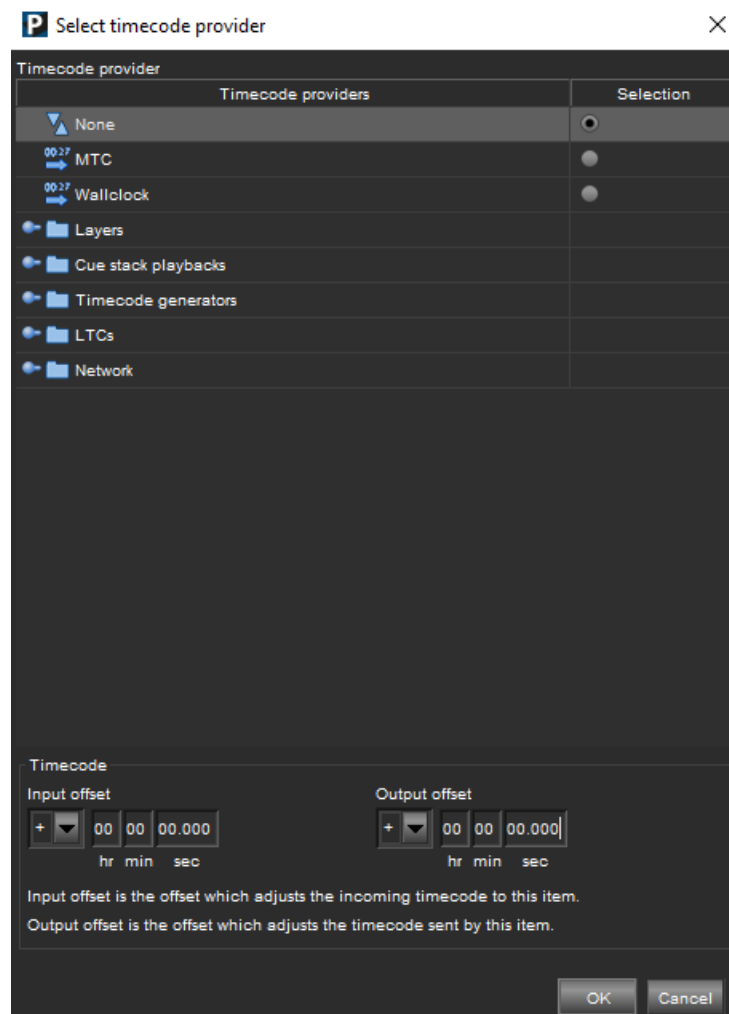 P Select timecode provider
Timecode provider
Timecode providers Selection
None
00 27 MTC
00 27 Wallclock
Layers
Cue stack playbacks
Timecode generators
LTCs
Network
Timecode
Input offset Output offset
+ 00 00 00.000 + 00 00 00.000
hr min sec hr min sec
Input offset is the offset which adjusts the incoming timecode to this item.
Output offset is the offset which adjusts the timecode sent by this item.
OK Cancel